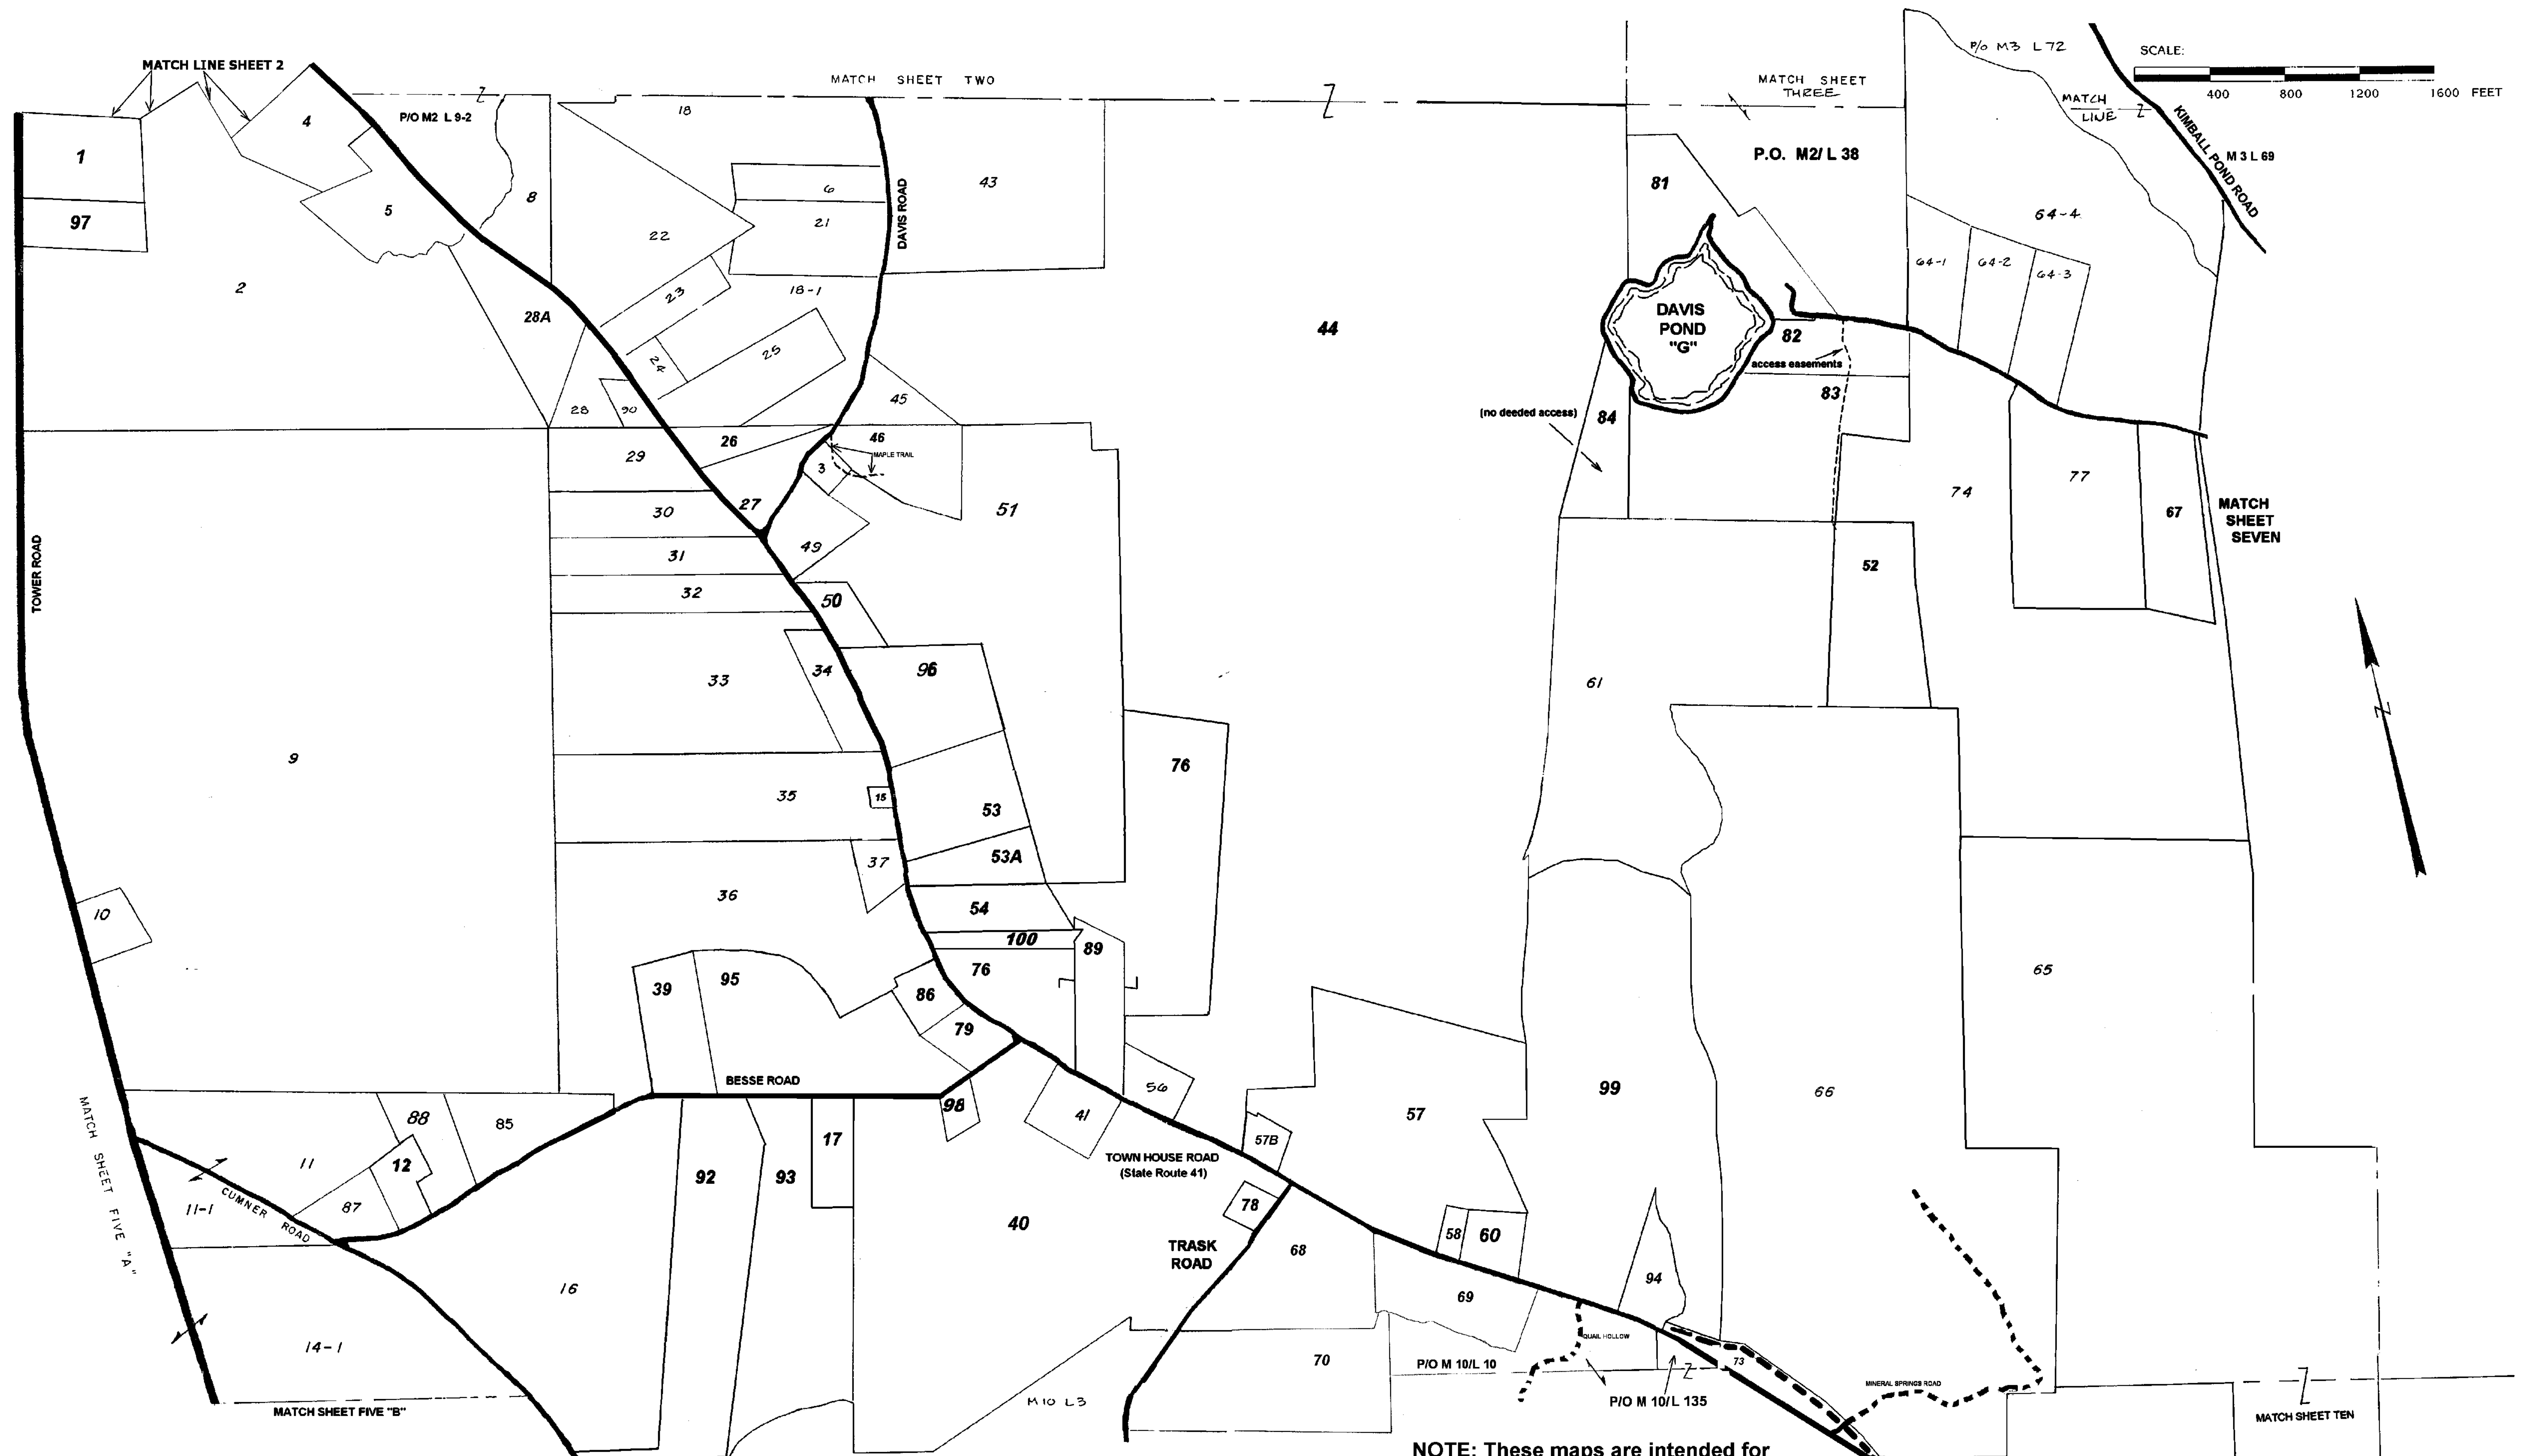 MATCH LINE SHEET 2
MATCH SHEET TWO
MATCH SHEET
THREE
P/O M3 L72
SCALE:
400 800 1200 1600 FEET
MATCH
LINE
KIMBALL POND ROAD
M 3 L 69
P/O M2 L 9-2
P.O. M2/ L 38
1
97
2
4
5
8
18
22
6
21
43
DAVIS ROAD
81
64-4
64-1
64-2
64-3
23
18-1
28A
24
25
28
90
45
44
DAVIS
POND
"G"
82
access easements
83
(no deeded access)
84
26
46
MAPLE TRAIL
3
29
27
30
31
32
49
51
50
TOWER ROAD
74
77
67
MATCH
SHEET
SEVEN
52
61
33
34
96
76
9
35
15
53
53A
37
36
54
100
10
89
76
39
95
86
79
65
BESSE ROAD
98
41
56
57
99
66
57B
MATCH SHEET FIVE "A"
88
85
11
12
87
11-1
CUMNER ROAD
17
92
93
TOWN HOUSE ROAD
(State Route 41)
40
78
TRASK
ROAD
68
58
60
94
69
16
14-1
QUAIL HOLLOW
70
P/O M 10/L 10
73
M10 L3
P/O M 10/L 135
MINERAL SPRINGS ROAD
MATCH SHEET FIVE "B"
MATCH SHEET TEN
NOTE: These maps are intended for